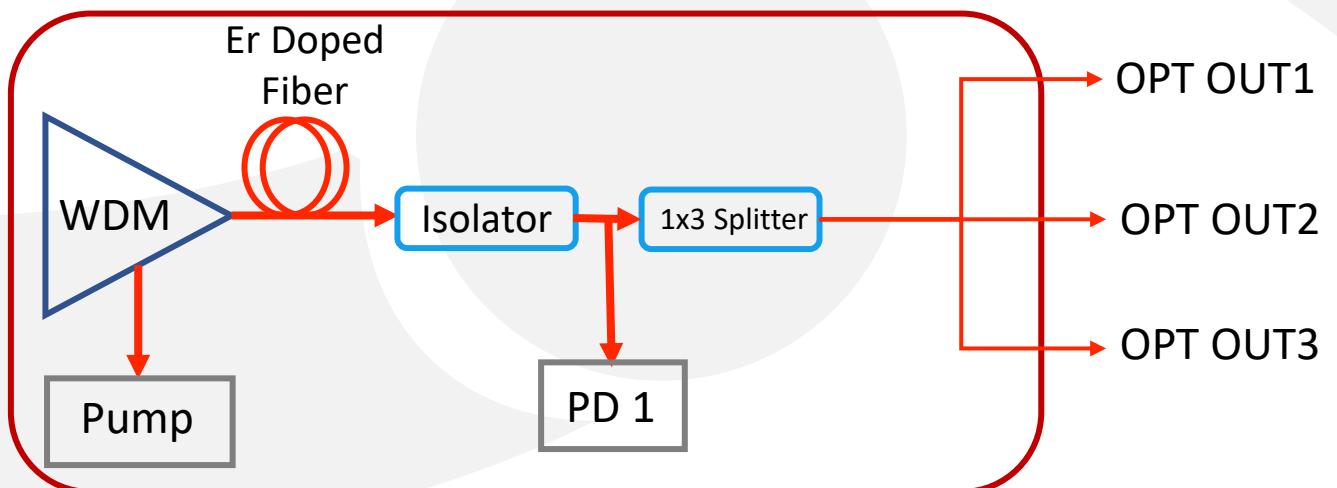 Er Doped
Fiber
OPT OUT1
WDM
Isolator
1x3 Splitter
OPT OUT2
OPT OUT3
Pump
PD 1